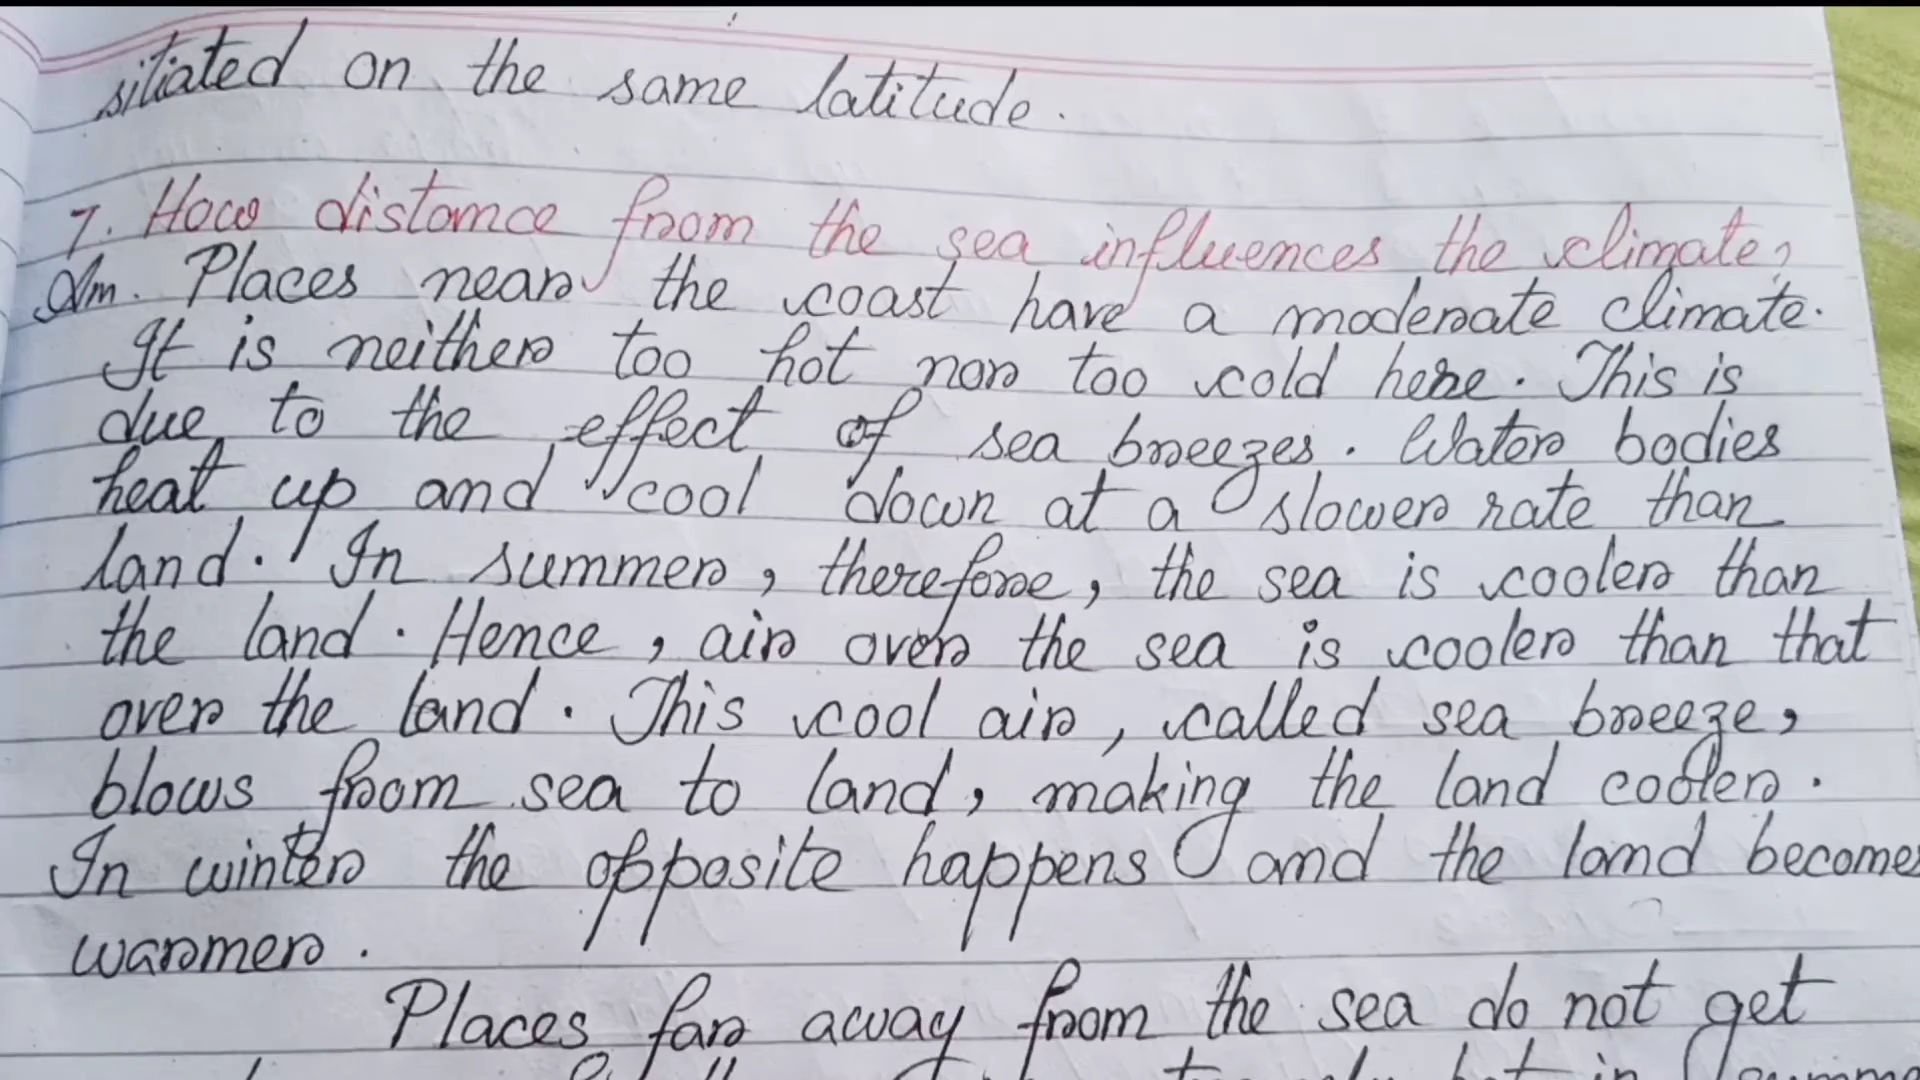 sitiated on the same latitude.
7. How distance from the sea influences the climate?
Ans. Places near the coast have a moderate climate.
It is neither too hot nor too cold here. This is
due to the effect of sea breezes. Water bodies
heat up and cool down at a slower rate than
land. In summer, therefore, the sea is cooler than
the land. Hence, air over the sea is cooler than that
over the land. This cool air, called sea breeze,
blows from sea to land, making the land cooler.
In winter the opposite happens and the land becomes
warmer.
Places far away from the sea do not get